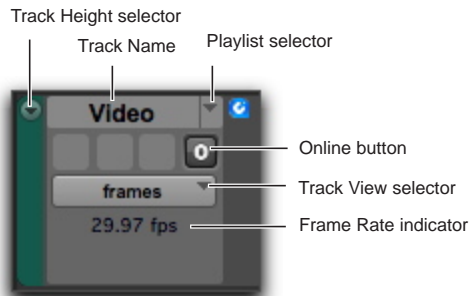 Track Height selector
Track Name
Playlist selector
Video
O
Online button
frames
Track View selector
29.97 fps
Frame Rate indicator